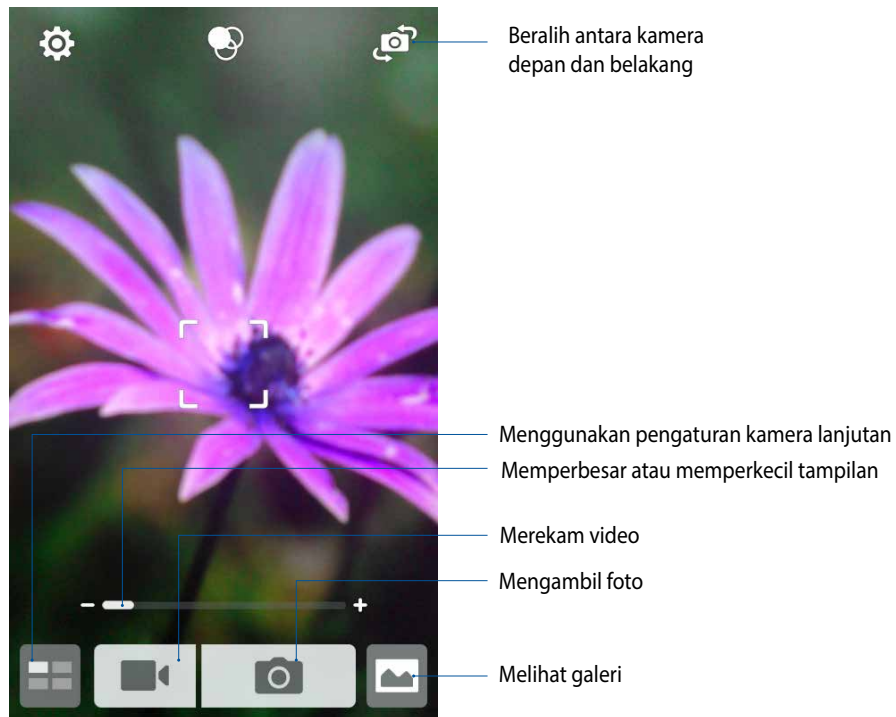 Beralih antara kamera
depan dan belakang
Menggunakan pengaturan kamera lanjutan
Memperbesar atau memperkecil tampilan
Merekam video
Mengambil foto
Melihat galeri